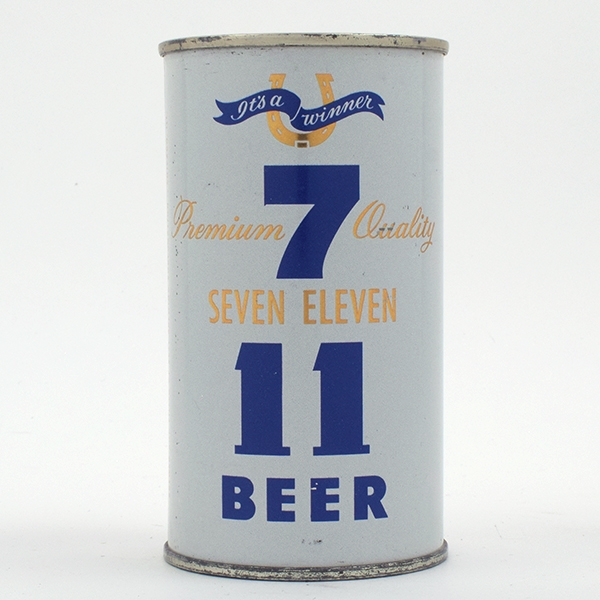 It's a winner
7
Premium Quality
SEVEN ELEVEN
11
BEER